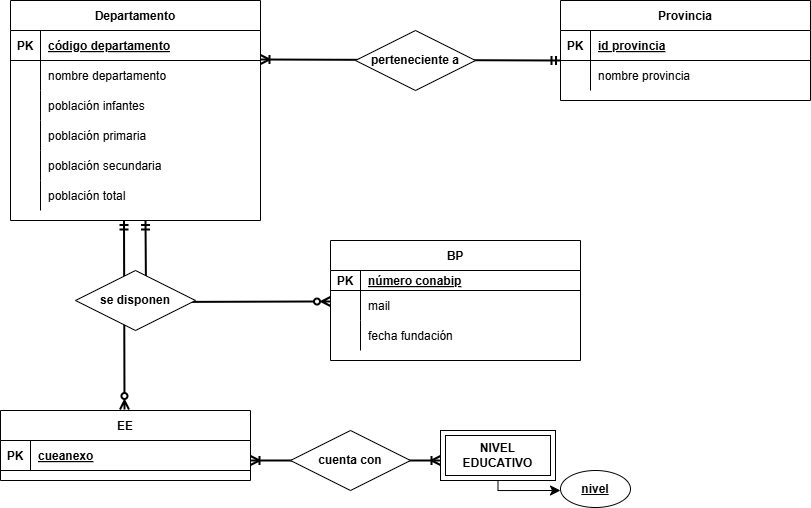 Departamento
PK código departamento
nombre departamento
población infantes
población primaria
población secundaria
población total
perteneciente a
Provincia
PK id provincia
nombre provincia
se disponen
BP
PK número conabip
mail
fecha fundación
EE
PK cueanexo
cuenta con
NIVEL
EDUCATIVO
nivel